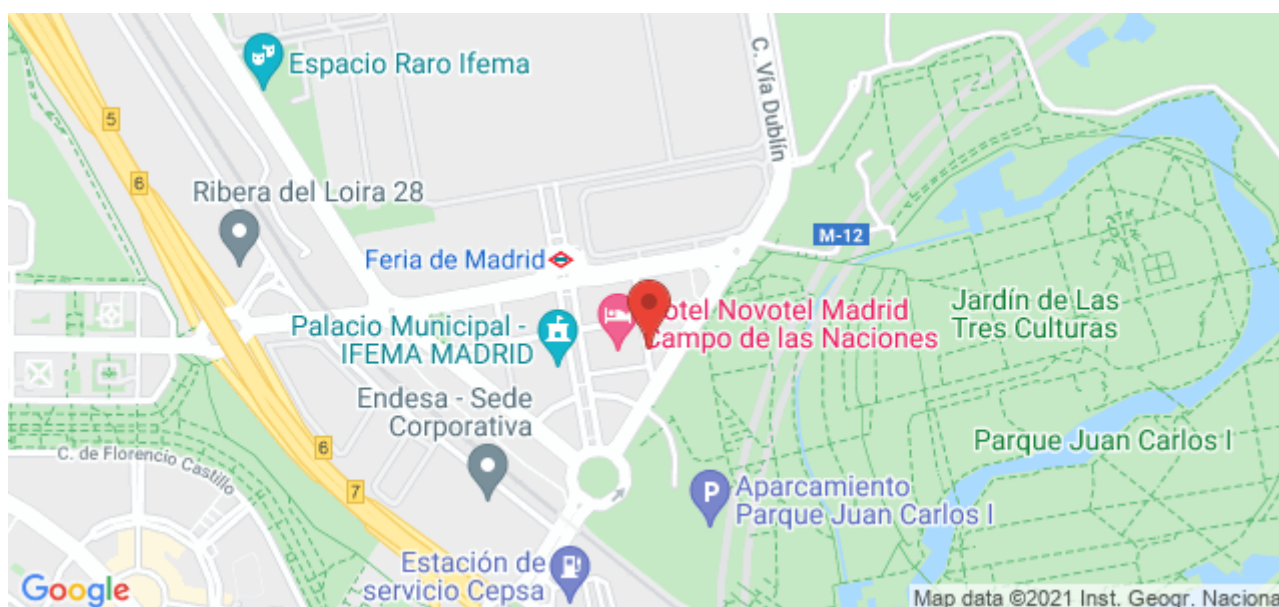 Espacio Raro Ifema
C. Vía Dublín
5
6
Ribera del Loira 28
M-12
Feria de Madrid
Hotel Novotel Madrid
Campo de las Naciones
Palacio Municipal -
IFEMA MADRID
Jardín de Las
Tres Culturas
Endesa - Sede
Corporativa
6
C. de Florencio Castillo
7
Parque Juan Carlos I
P
Aparcamiento
Parque Juan Carlos I
Estación de
servicio Cepsa
Google
Map data ©2021 Inst. Geogr. Naciona